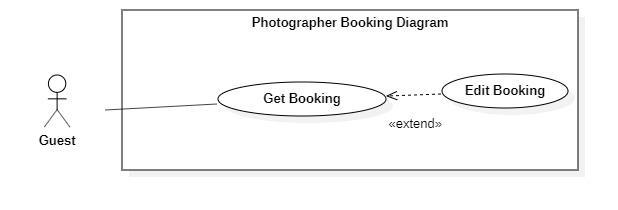 Photographer Booking Diagram
Get Booking
Edit Booking
«extend»
Guest